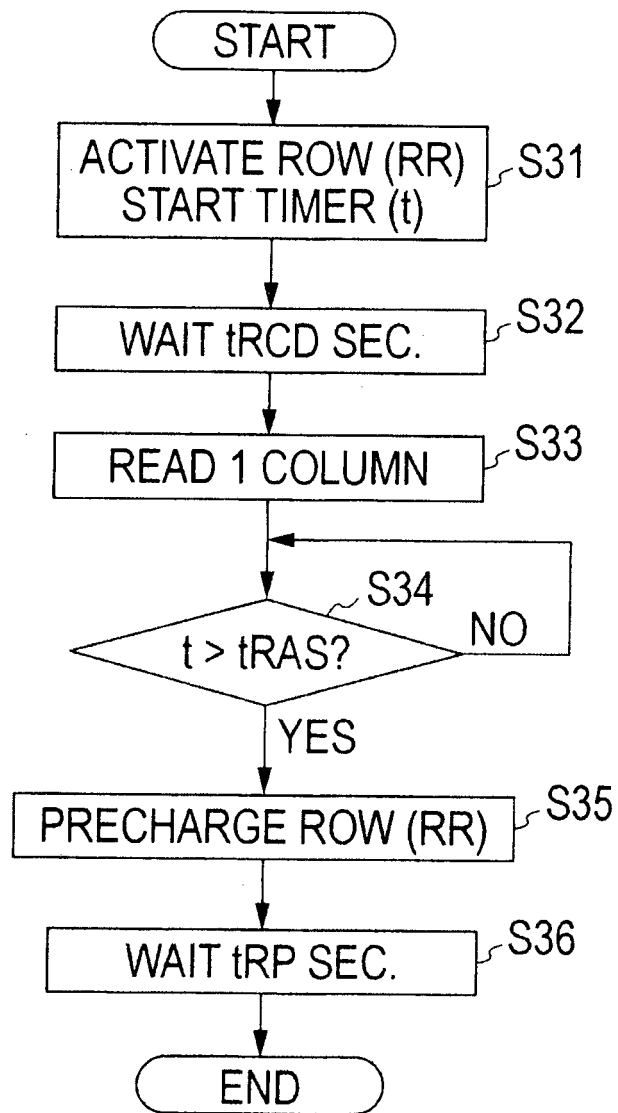 START
ACTIVATE ROW (RR)
START TIMER (t)
S31
WAIT tRCD SEC.
S32
READ 1 COLUMN
S33
S34
t > tRAS?
NO
YES
PRECHARGE ROW (RR)
S35
WAIT tRP SEC.
S36
END